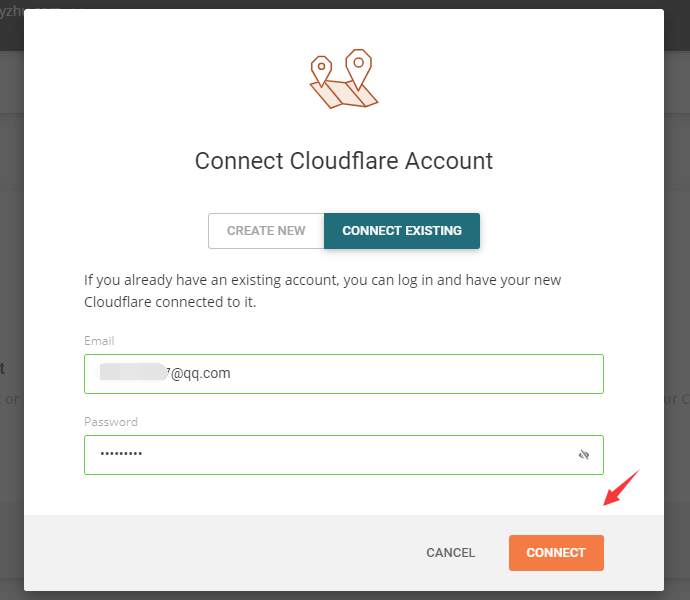 Connect Cloudflare Account
CREATE NEW
CONNECT EXISTING
If you already have an existing account, you can log in and have your new
Cloudflare connected to it.
Email
7@qq.com
Password
•••••••••
CANCEL
CONNECT